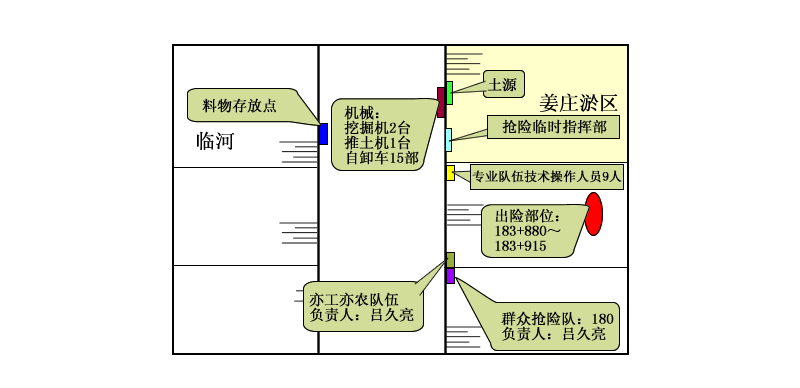 料物存放点
临河
机械：
挖掘机2台
推土机1台
自卸车15部
土源
姜庄淤区
抢险临时指挥部
专业队伍技术操作人员9人
出险部位：
183+880～
183+915
亦工亦农队伍
负责人：吕久亮
群众抢险队：180
负责人：吕久亮